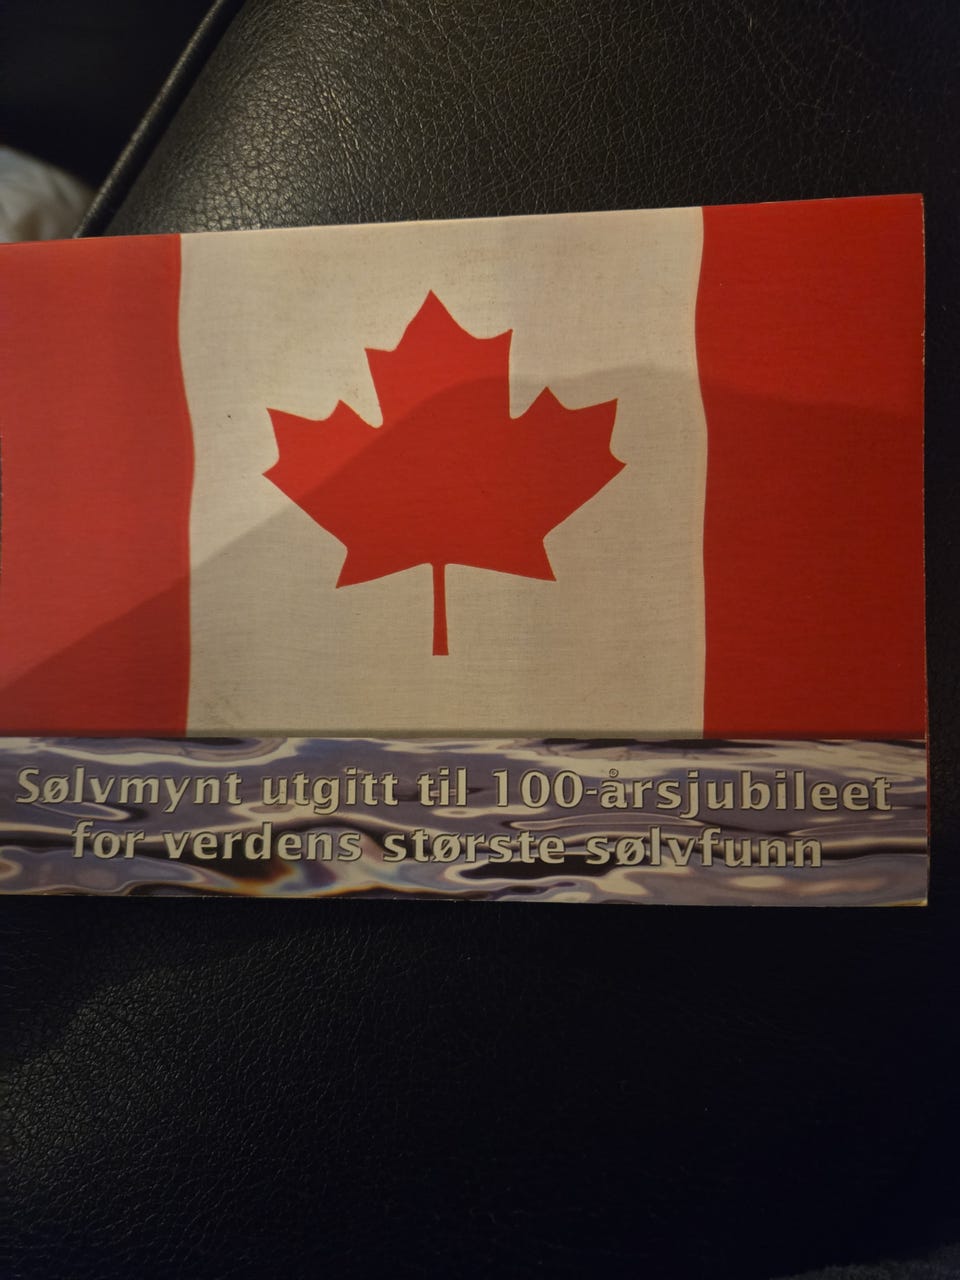 Sølvmynt utgitt til 100-årsjubileet
for verdens største sølvfunn